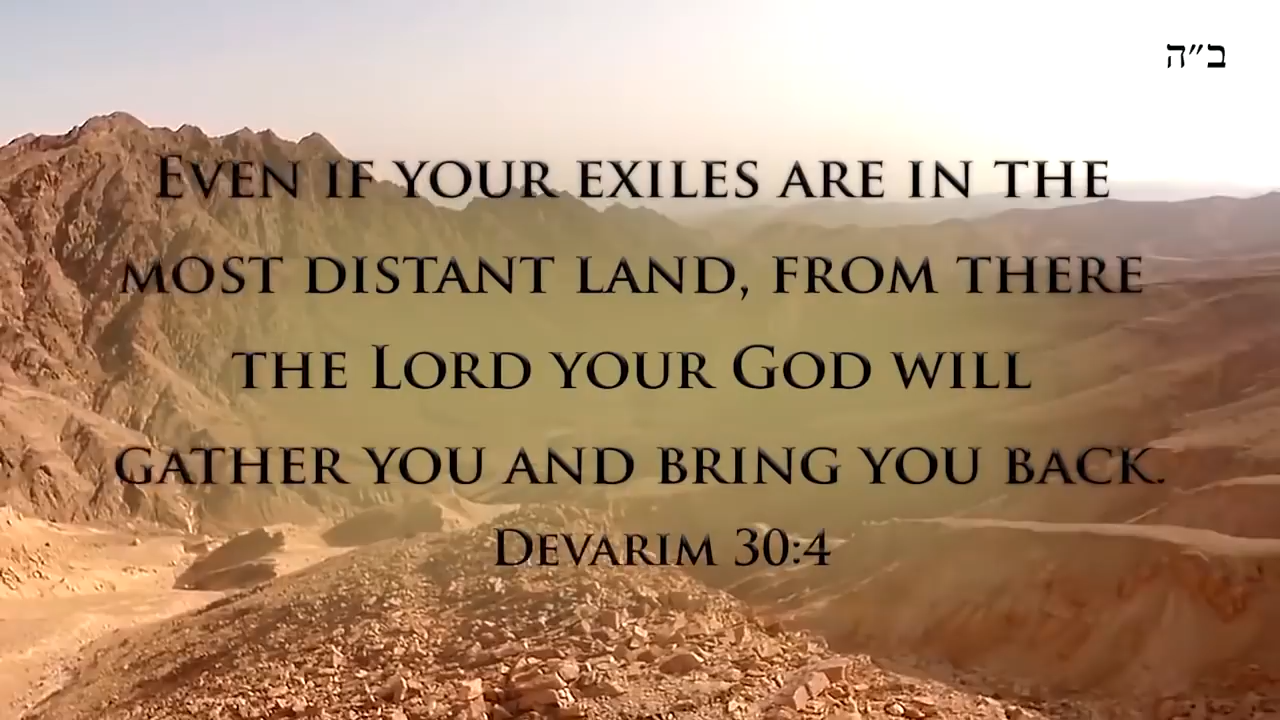 ב״ה
Even if your exiles are in the
most distant land, from there
the Lord your God will
gather you and bring you back.
Devarim 30:4